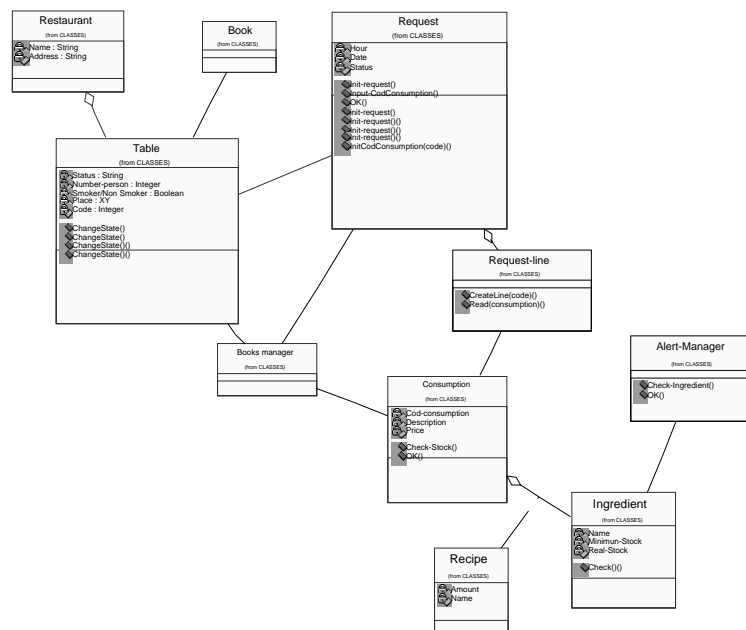 Restaurant
(from CLASSES)
Name : String
Address : String
Book
(from CLASSES)
Request
(from CLASSES)
Hour
Date
Status
Init-request()
Input-CodConsumption()
OK()
Init-request()
Init-request()()
Init-request()()
Init-request()()
InitCodConsumption(code)()
Table
(from CLASSES)
Status : String
Number-person : Integer
Smoker/Non Smoker : Boolean
Place : XY
Code : Integer
ChangeState()
ChangeState()
ChangeState()()
ChangeState()()
Request-line
(from CLASSES)
CreateLine(code)()
Read(consumption)()
Books manager
(from CLASSES)
Alert-Manager
(from CLASSES)
Check-Ingredient()
OK()
Consumption
(from CLASSES)
Cod-consumption
Description
Price
Check-Stock()
OK()
Ingredient
(from CLASSES)
Name
Minimun-Stock
Real-Stock
Check()()
Recipe
(from CLASSES)
Amount
Name